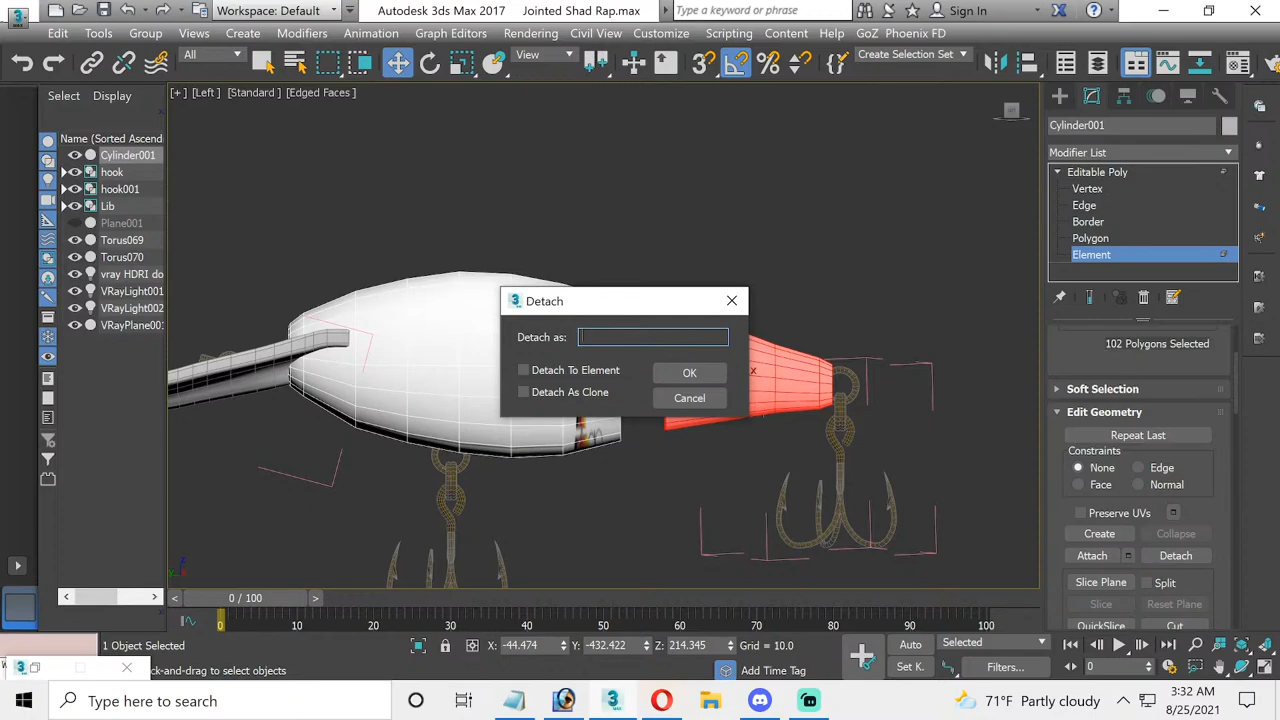 Workspace: Default
Autodesk 3ds Max 2017
Jointed Shad Rap.max
Type a keyword or phrase
Sign In
Edit
Tools
Group
Views
Create
Modifiers
Animation
Graph Editors
Rendering
Civil View
Customize
Scripting
Content
Help
GoZ
Phoenix FD
All
View
Create Selection Set
Select
Display
[+] [Left] [Standard] [Edged Faces]
Name (Sorted Ascen
Cylinder001
hook
hook001
Lib
Plane001
Torus069
Torus070
vray HDRI do
VRayLight001
VRayLight002
VRayPlane001
Detach
Detach as:
Detach To Element
OK
Detach As Clone
Cancel
x
Cylinder001
Modifier List
Editable Poly
Vertex
Edge
Border
Polygon
Element
102 Polygons Selected
Soft Selection
Edit Geometry
Repeat Last
Constraints
None
Edge
Face
Normal
Preserve UVs
Create
Collapse
Attach
Detach
Slice Plane
Split
Slice
Reset Plane
QuickSlice
Cut
z
y
x
0 / 100
0 10 20 30 40 50 60 70 80 90 100
1 Object Selected
X: -44.474
Y: -432.422
Z: 214.345
Grid = 10.0
Auto
Selected
-and-drag to select objects
Add Time Tag
Set K.
Filters...
0
Type here to search
71°F Partly cloudy
3:32 AM
8/25/2021